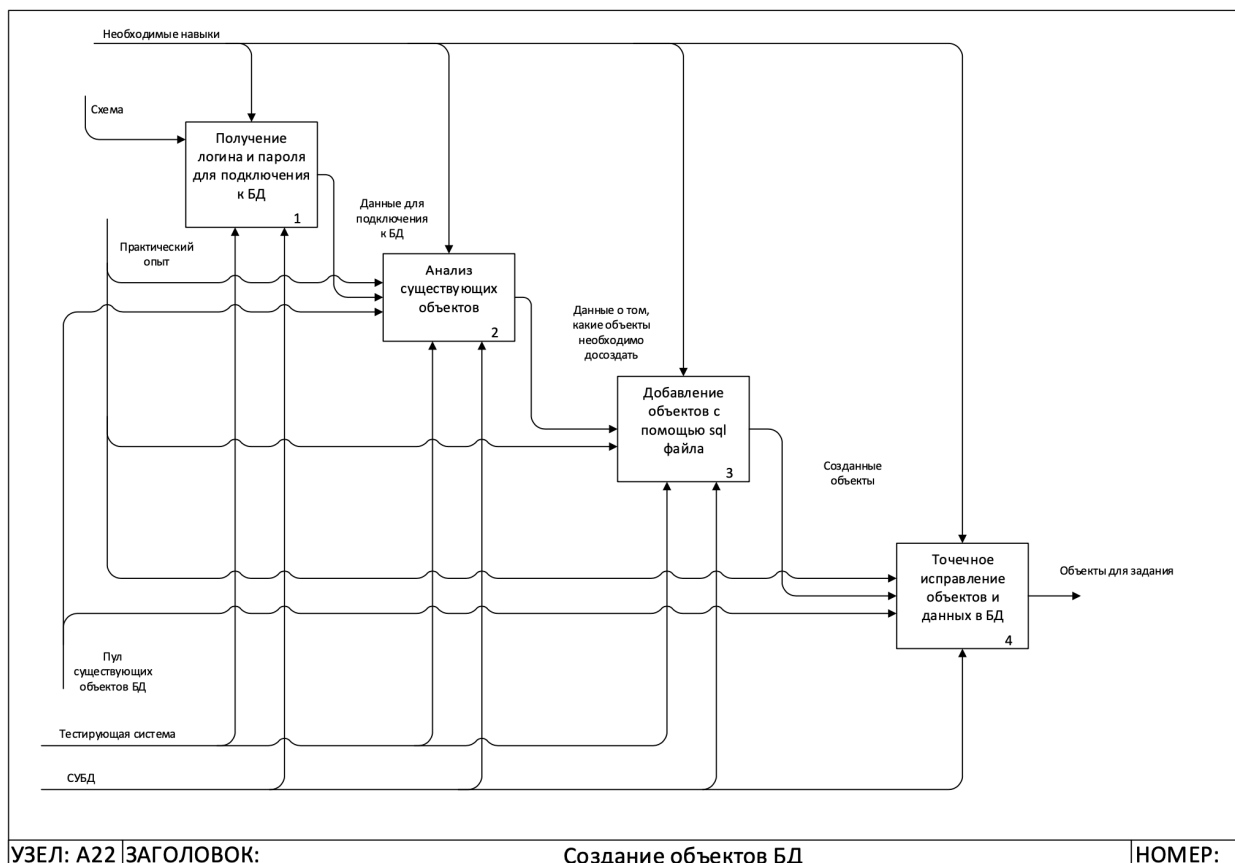 Необходимые навыки
Схема
Получение
логина и пароля
для подключения
к БД
1
Данные для
подключения
к БД
Практический
опыт
Анализ
существующих
объектов
2
Данные о том,
какие объекты
необходимо
досоздать
Добавление
объектов с
помощью sql
файла
3
Созданные
объекты
Точечное
исправление
объектов и
данных в БД
4
Объекты для задания
Пул
существующих
объектов БД
Тестирующая система
СУБД
УЗЕЛ: A22 ЗАГОЛОВОК: Создание объектов БД НОМЕР: